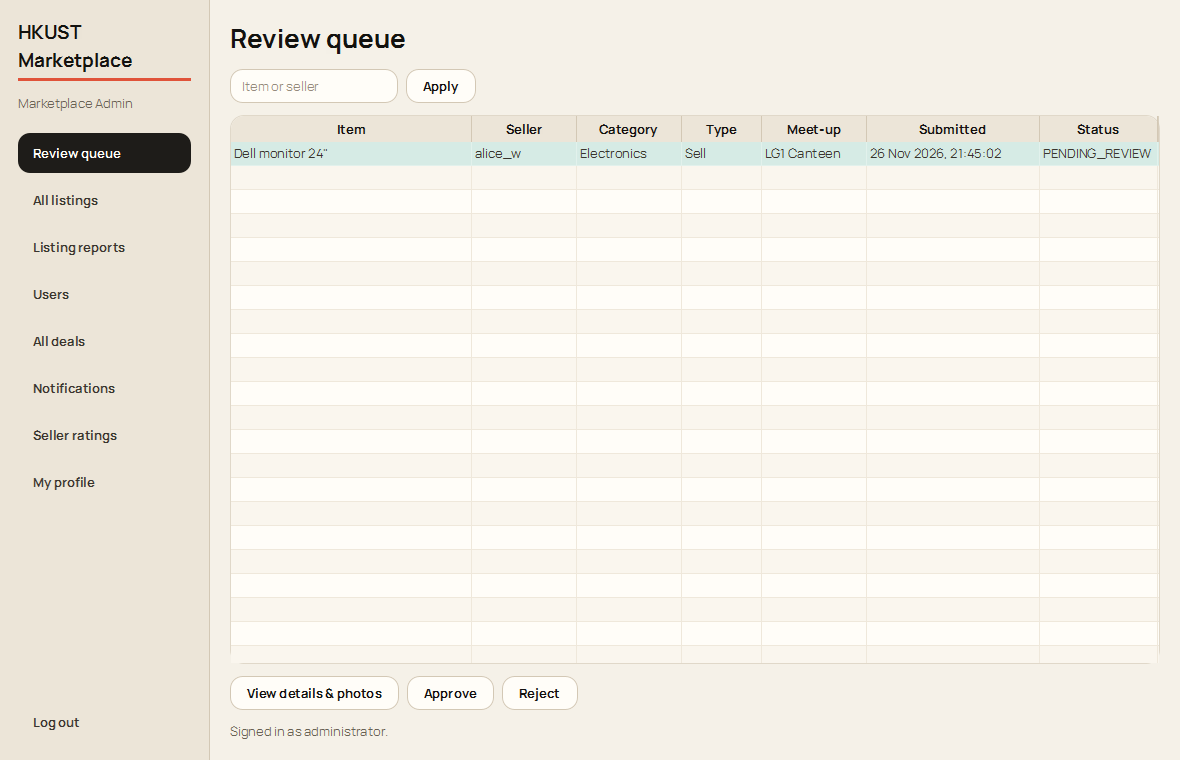 HKUST
Marketplace
Marketplace Admin
Review queue
All listings
Listing reports
Users
All deals
Notifications
Seller ratings
My profile
Log out
Review queue
Item or seller
Apply
Item Seller Category Type Meet-up Submitted Status
Dell monitor 24" alice_w Electronics Sell LG1 Canteen 26 Nov 2026, 21:45:02 PENDING_REVIEW
View details & photos Approve Reject
Signed in as administrator.